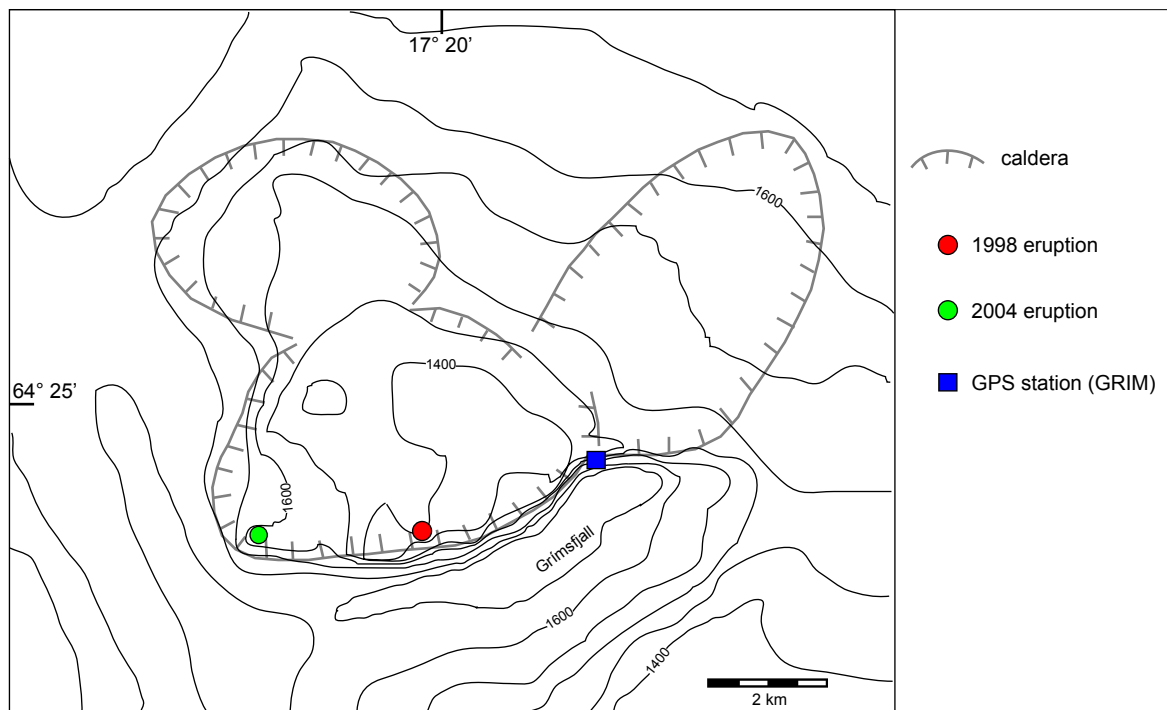 17° 20’
1600
caldera
1998 eruption
2004 eruption
1400
GPS station (GRIM)
64° 25’
1600
Grimsfjall
1600
1400
2 km